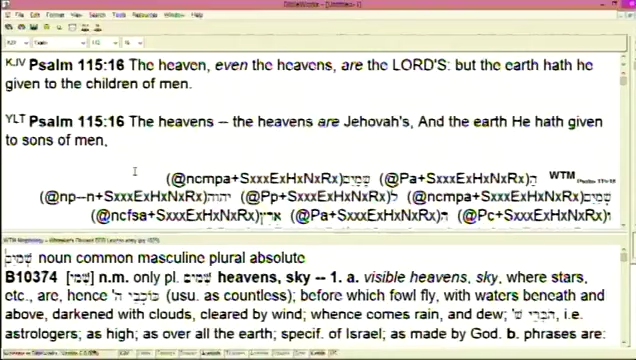 KJV Psalm 115:16 The heaven, even the heavens, are the LORD'S: but the earth hath he
given to the children of men.
YLT Psalm 115:16 The heavens -- the heavens are Jehovah's, And the earth He hath given
to sons of men,
WTM הַ(@Pa+SxxxExHxNxRx) שָּׁמַיִם(@ncmpa+SxxxExHxNxRx)
שָׁמַיִם(@ncmpa+SxxxExHxNxRx) לַ(@Pp+SxxxExHxNxRx) יהוה(@np--n+SxxxExHxNxRx)
וְ(@Pc+SxxxExHxNxRx) הָ(@Pa+SxxxExHxNxRx) אָרֶץ(@ncfsa+SxxxExHxNxRx)
שָׁמַיִם noun common masculine plural absolute
B10374 [שָׁמַי] n.m. only pl. שָׁמַיִם heavens, sky -- 1. a. visible heavens, sky, where stars,
etc., are, hence כּוֹכְבֵי הַ (usu. as countless); before which fowl fly, with waters beneath and
above, darkened with clouds, cleared by wind; whence comes rain, and dew; הֹבְרֵי שׁ, i.e.
astrologers; as high; as over all the earth; specif. of Israel; as made by God. b. phrases are: